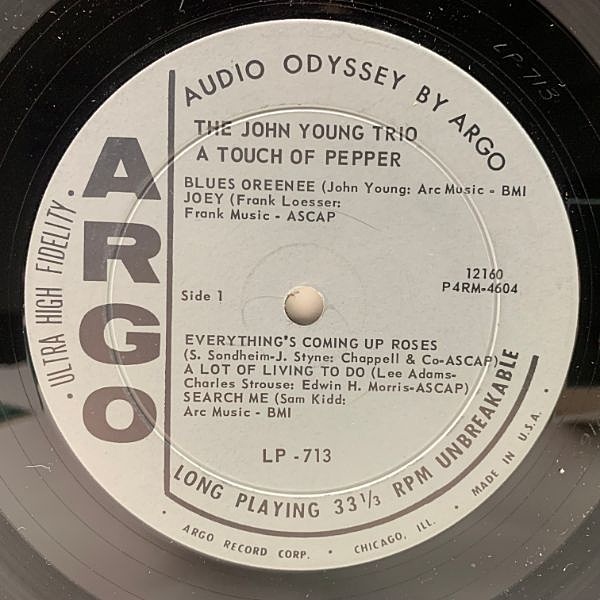 AUDIO ODYSSEY BY ARGO
LP-713
THE JOHN YOUNG TRIO
A TOUCH OF PEPPER
BLUES OREENEE (John Young: Arc Music - BMI
JOEY (Frank Loesser:
Frank Music - ASCAP
12160
P4RM-4604
Side 1
EVERYTHING'S COMING UP ROSES
(S. Sondheim-J. Styne: Chappell & Co-ASCAP)
A LOT OF LIVING TO DO (Lee Adams-
Charles Strouse: Edwin H. Morris-ASCAP)
SEARCH ME (Sam Kidd:
Arc Music - BMI
LP -713
ARGO
• ULTRA HIGH FIDELITY •
LONG PLAYING 33 1/3 RPM UNBREAKABLE
• ARGO RECORD CORP. • CHICAGO, ILL. • MADE IN U.S.A. •